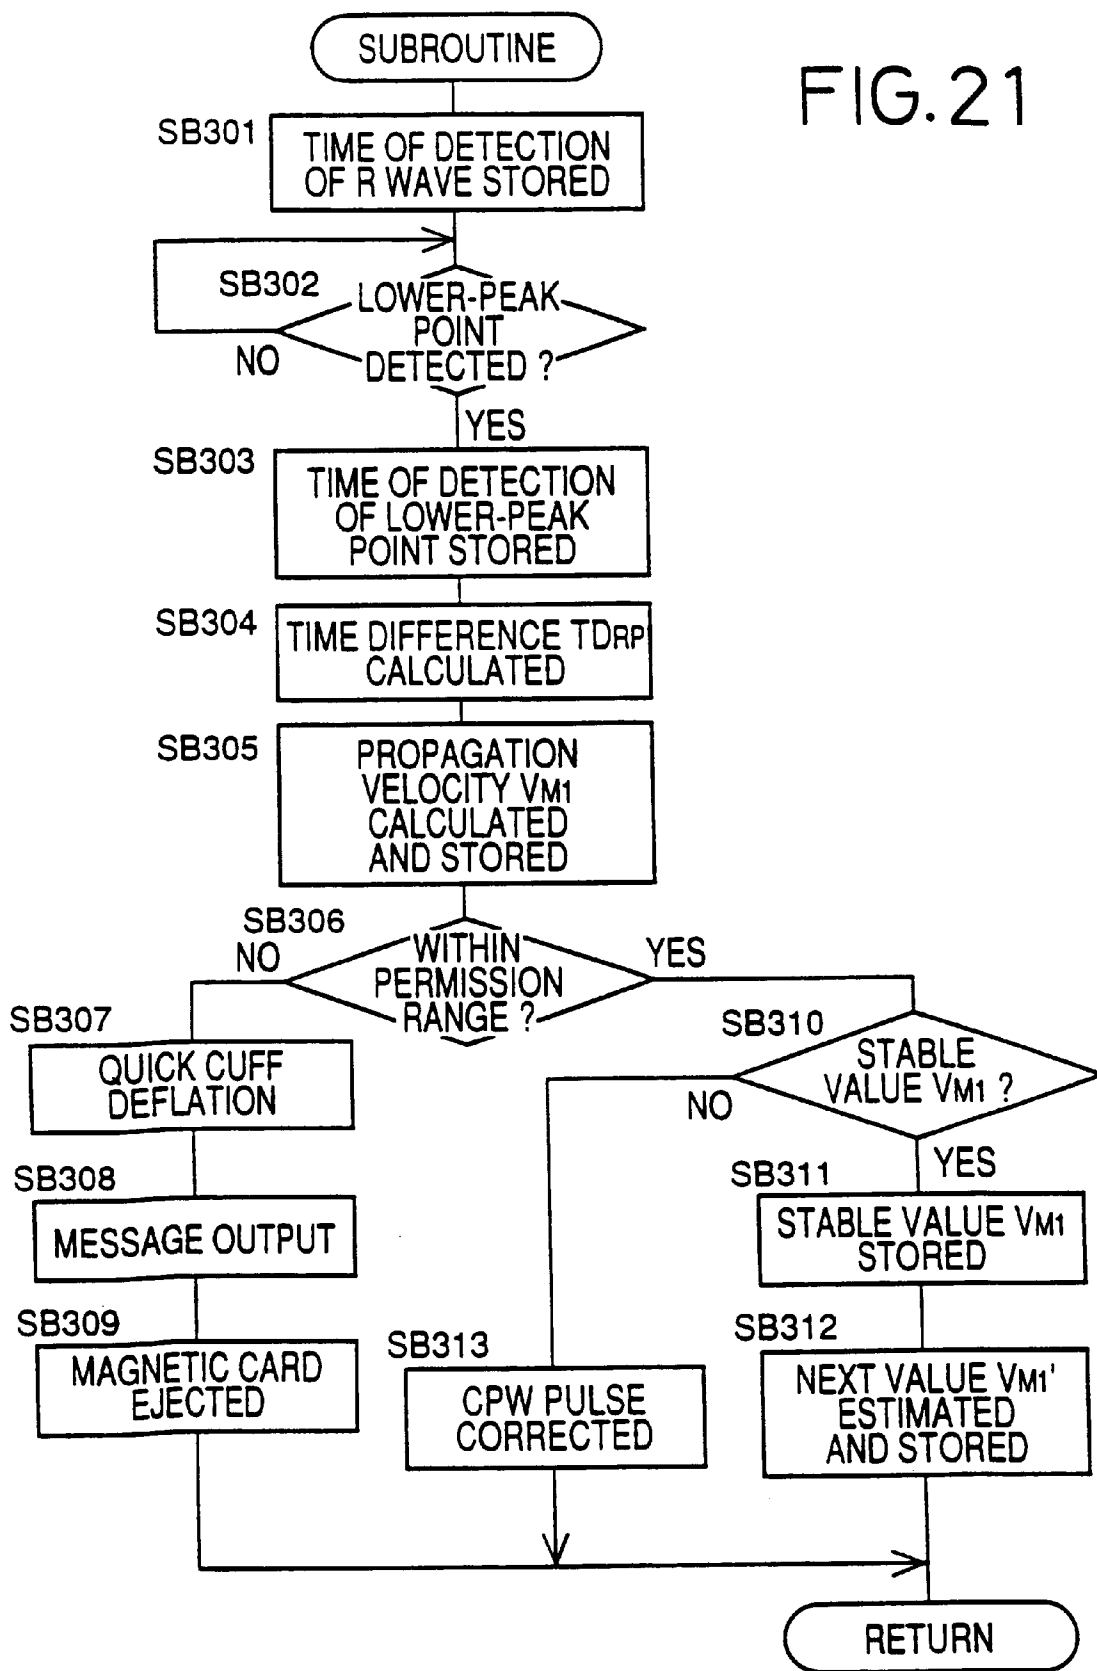 SUBROUTINE
FIG.21
SB301
TIME OF DETECTION
OF R WAVE STORED
SB302
LOWER-PEAK
POINT
DETECTED ?
NO
YES
SB303
TIME OF DETECTION
OF LOWER-PEAK
POINT STORED
SB304
TIME DIFFERENCE TDRP
CALCULATED
SB305
PROPAGATION
VELOCITY VM1
CALCULATED
AND STORED
SB306
NO
WITHIN
PERMISSION
RANGE ?
YES
SB307
QUICK CUFF
DEFLATION
SB310
STABLE
VALUE VM1 ?
NO
YES
SB308
MESSAGE OUTPUT
SB311
STABLE VALUE VM1
STORED
SB309
MAGNETIC CARD
EJECTED
SB313
CPW PULSE
CORRECTED
SB312
NEXT VALUE VM1'
ESTIMATED
AND STORED
RETURN